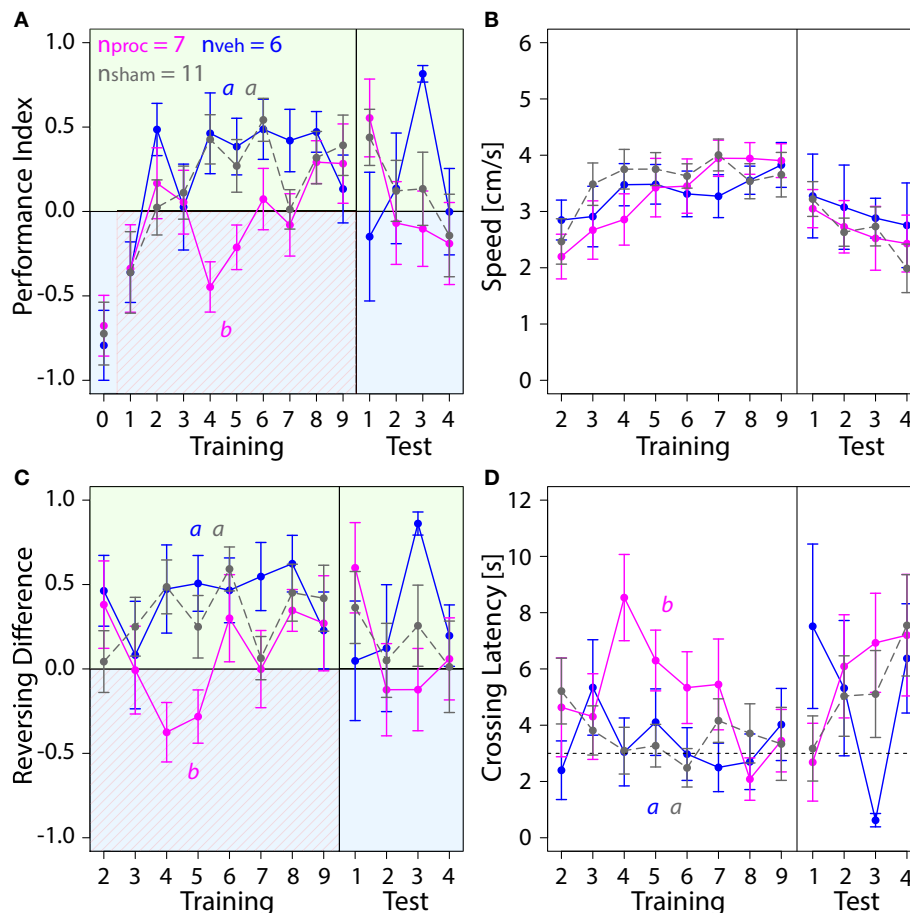 A
nproc = 7 nveh = 6
nsham = 11
a a
b
Performance Index
1.0
0.5
0.0
-0.5
-1.0
0 1 2 3 4 5 6 7 8 9 1 2 3 4
Training Test
B
Speed [cm/s]
6
5
4
3
2
1
0
2 3 4 5 6 7 8 9 1 2 3 4
Training Test
C
a a
b
Reversing Difference
1.0
0.5
0.0
-0.5
-1.0
2 3 4 5 6 7 8 9 1 2 3 4
Training Test
D
b
a a
Crossing Latency [s]
12
10
8
6
4
2
0
2 3 4 5 6 7 8 9 1 2 3 4
Training Test